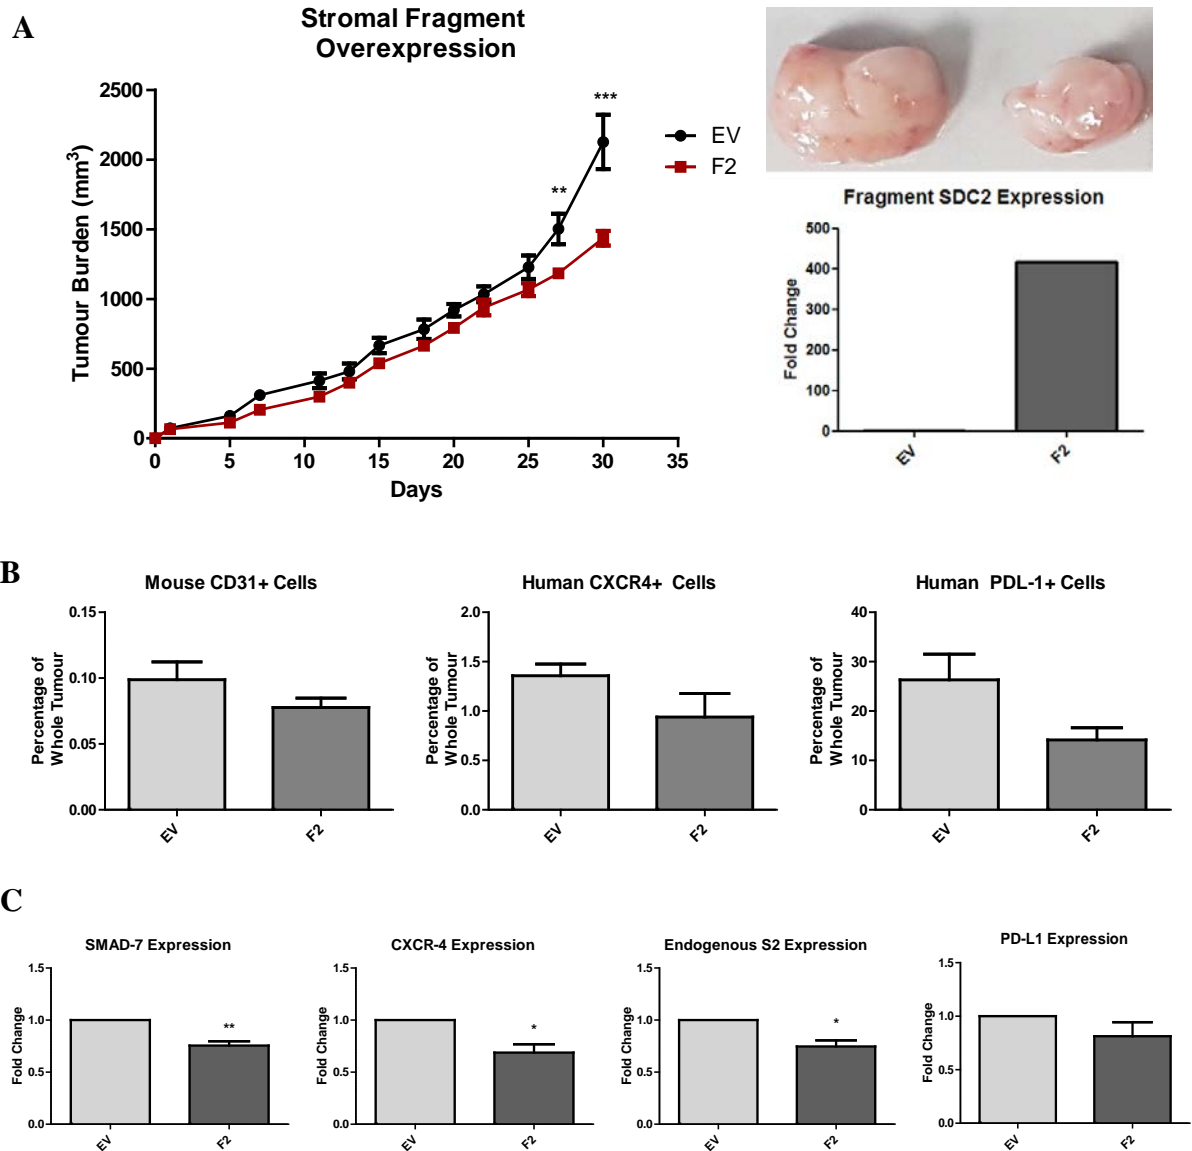 A
Stromal Fragment
Overexpression
Tumour Burden (mm³)
2500
2000
1500
1000
500
0
***
**
EV
F2
0 5 10 15 20 25 30 35
Days
Fragment SDC2 Expression
Fold Change
500
400
300
200
100
0
EV F2
B
Mouse CD31+ Cells
Percentage of
Whole Tumour
0.15
0.10
0.05
0.00
EV F2
Human CXCR4+ Cells
Percentage of
Whole Tumour
2.0
1.5
1.0
0.5
0.0
EV F2
Human PDL-1+ Cells
Percentage of
Whole Tumour
40
30
20
10
0
EV F2
C
SMAD-7 Expression
Fold Change
1.5
1.0
0.5
0.0
**
EV F2
CXCR-4 Expression
Fold Change
1.5
1.0
0.5
0.0
*
EV F2
Endogenous S2 Expression
Fold Change
1.5
1.0
0.5
0.0
*
EV F2
PD-L1 Expression
Fold Change
1.5
1.0
0.5
0.0
EV F2